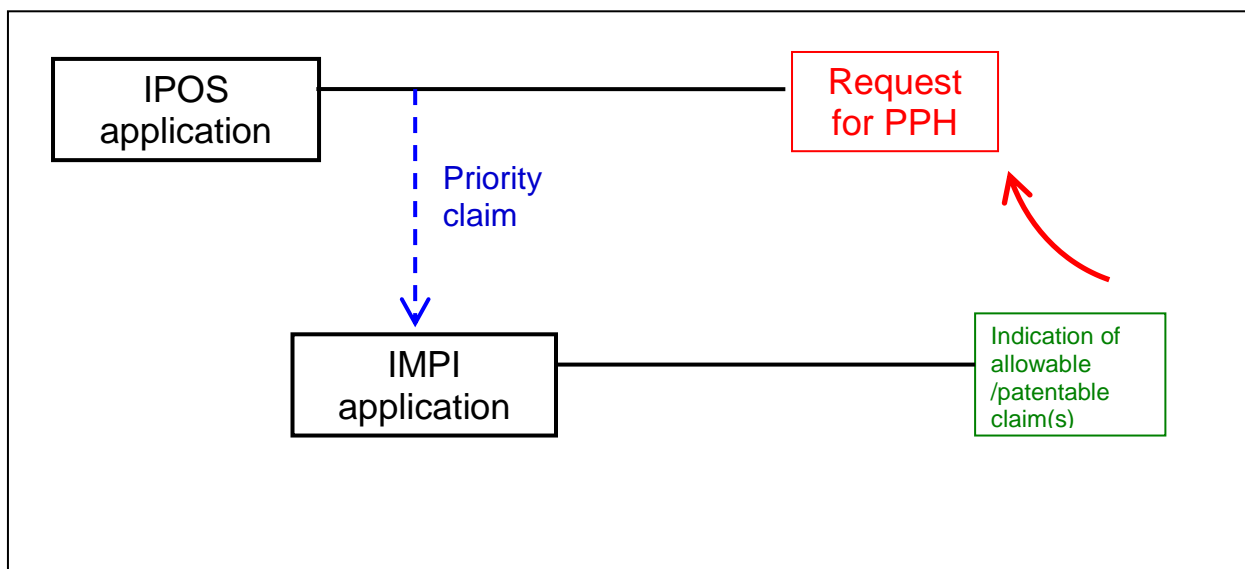 IPOS
application
Request
for PPH
Priority
claim
IMPI
application
Indication of
allowable
/patentable
claim(s)